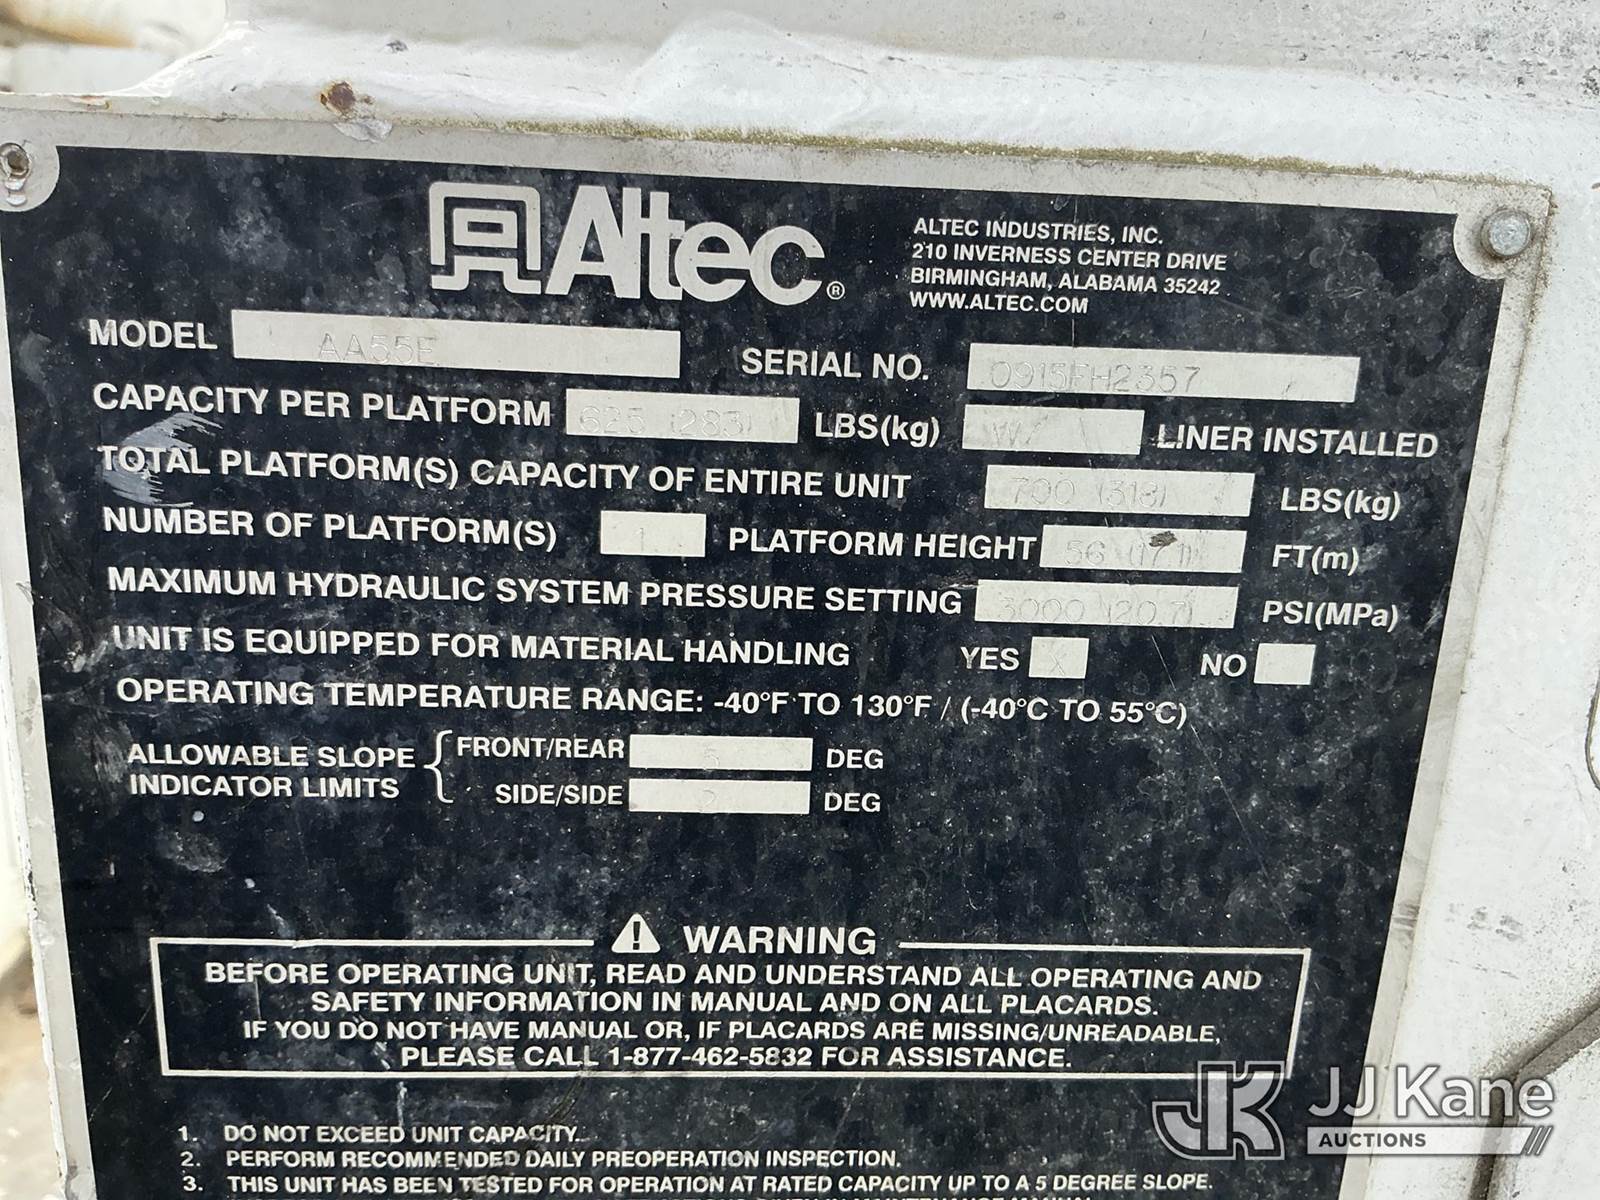 Altec®
ALTEC INDUSTRIES, INC.
210 INVERNESS CENTER DRIVE
BIRMINGHAM, ALABAMA 35242
WWW.ALTEC.COM
MODEL AA55E SERIAL NO. 0915FH2357
CAPACITY PER PLATFORM 625 (283) LBS(kg) W/ LINER INSTALLED
TOTAL PLATFORM(S) CAPACITY OF ENTIRE UNIT 700 (318) LBS(kg)
NUMBER OF PLATFORM(S) 1 PLATFORM HEIGHT 56 (17.1) FT(m)
MAXIMUM HYDRAULIC SYSTEM PRESSURE SETTING 3000 (20.7) PSI(MPa)
UNIT IS EQUIPPED FOR MATERIAL HANDLING YES X NO
OPERATING TEMPERATURE RANGE: -40°F TO 130°F / (-40°C TO 55°C)
ALLOWABLE SLOPE INDICATOR LIMITS
FRONT/REAR 5 DEG
SIDE/SIDE 2 DEG
WARNING
BEFORE OPERATING UNIT, READ AND UNDERSTAND ALL OPERATING AND
SAFETY INFORMATION IN MANUAL AND ON ALL PLACARDS.
IF YOU DO NOT HAVE MANUAL OR, IF PLACARDS ARE MISSING/UNREADABLE,
PLEASE CALL 1-877-462-5832 FOR ASSISTANCE.
1. DO NOT EXCEED UNIT CAPACITY.
2. PERFORM RECOMMENDED DAILY PREOPERATION INSPECTION.
3. THIS UNIT HAS BEEN TESTED FOR OPERATION AT RATED CAPACITY UP TO A 5 DEGREE SLOPE.
JK JJ Kane
AUCTIONS